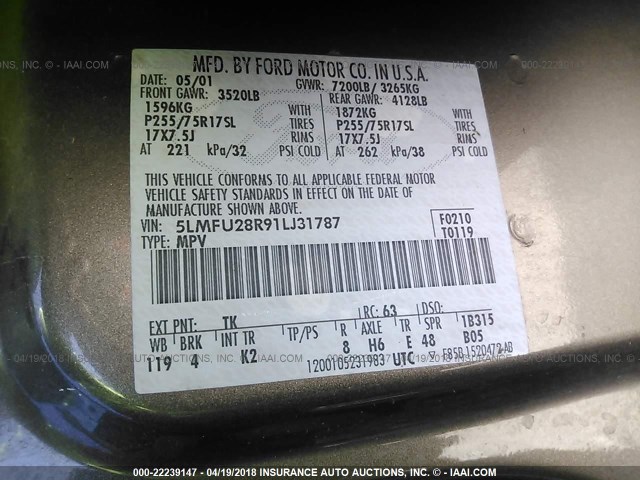 MFD. BY FORD MOTOR CO. IN U.S.A.
DATE: 05/01 GVWR: 7200LB/ 3265KG
FRONT GAWR: 3520LB REAR GAWR: 4128LB
1596KG WITH 1872KG WITH
P255/75R17SL TIRES P255/75R17SL TIRES
17X7.5J RIMS 17X7.5J RIMS
AT 221 kPa/32 PSI COLD AT 262 kPa/38 PSI COLD
THIS VEHICLE CONFORMS TO ALL APPLICABLE FEDERAL MOTOR
VEHICLE SAFETY STANDARDS IN EFFECT ON THE DATE OF
MANUFACTURE SHOWN ABOVE.
VIN: 5LMFU28R91LJ31787 F0210
TYPE: MPV T0119
EXT PNT: TK RC: 63 DSO:
WB BRK INT TR TP/PS R AXLE TR SPR 1B315
119 4 K2 8 H6 E 48 B05
1200105231983 UTC
000-22239147 - 04/19/2018 - INSURANCE AUTO AUCTIONS, INC. - IAAI.COM